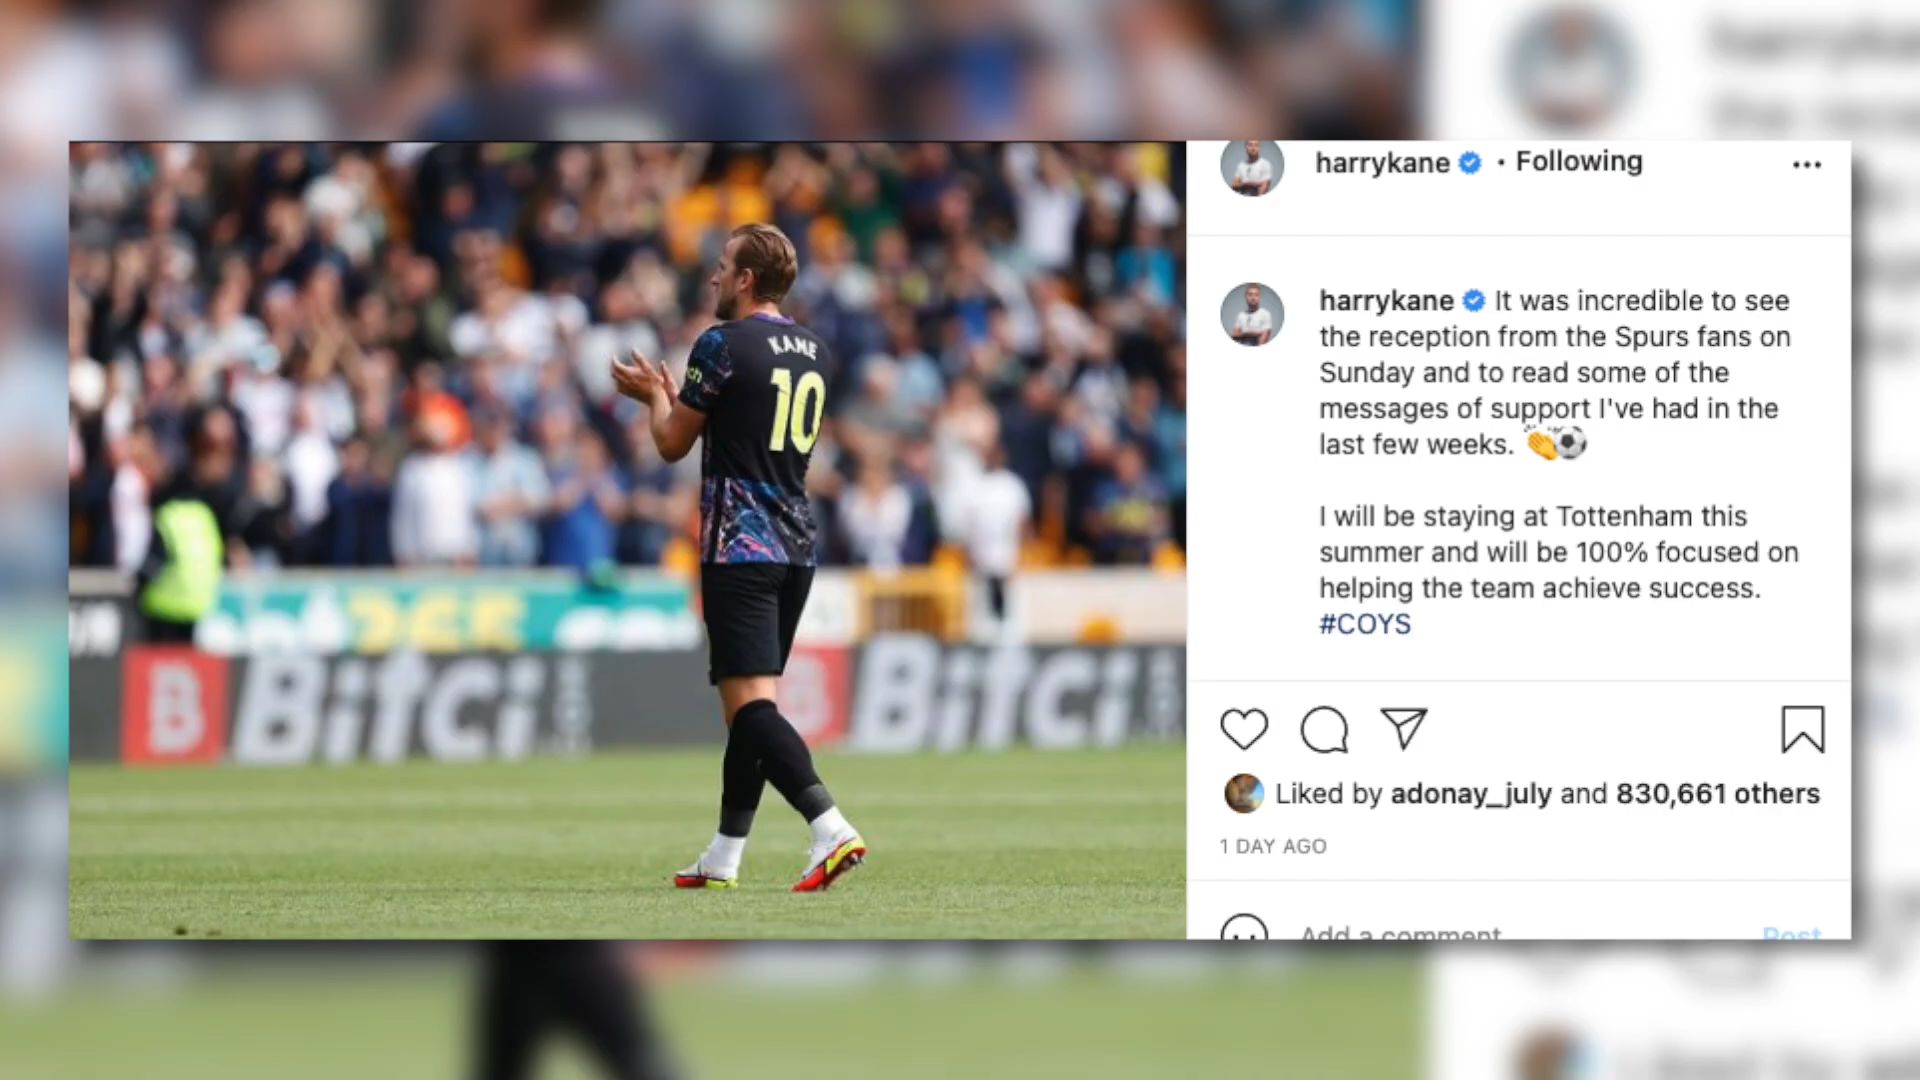 harrykane • Following
KANE
10
harrykane It was incredible to see
the reception from the Spurs fans on
Sunday and to read some of the
messages of support I've had in the
last few weeks. 👏⚽
I will be staying at Tottenham this
summer and will be 100% focused on
helping the team achieve success.
#COYS
B BiTCi
BiTCi
Liked by adonay_july and 830,661 others
1 DAY AGO
Add a comment
Post